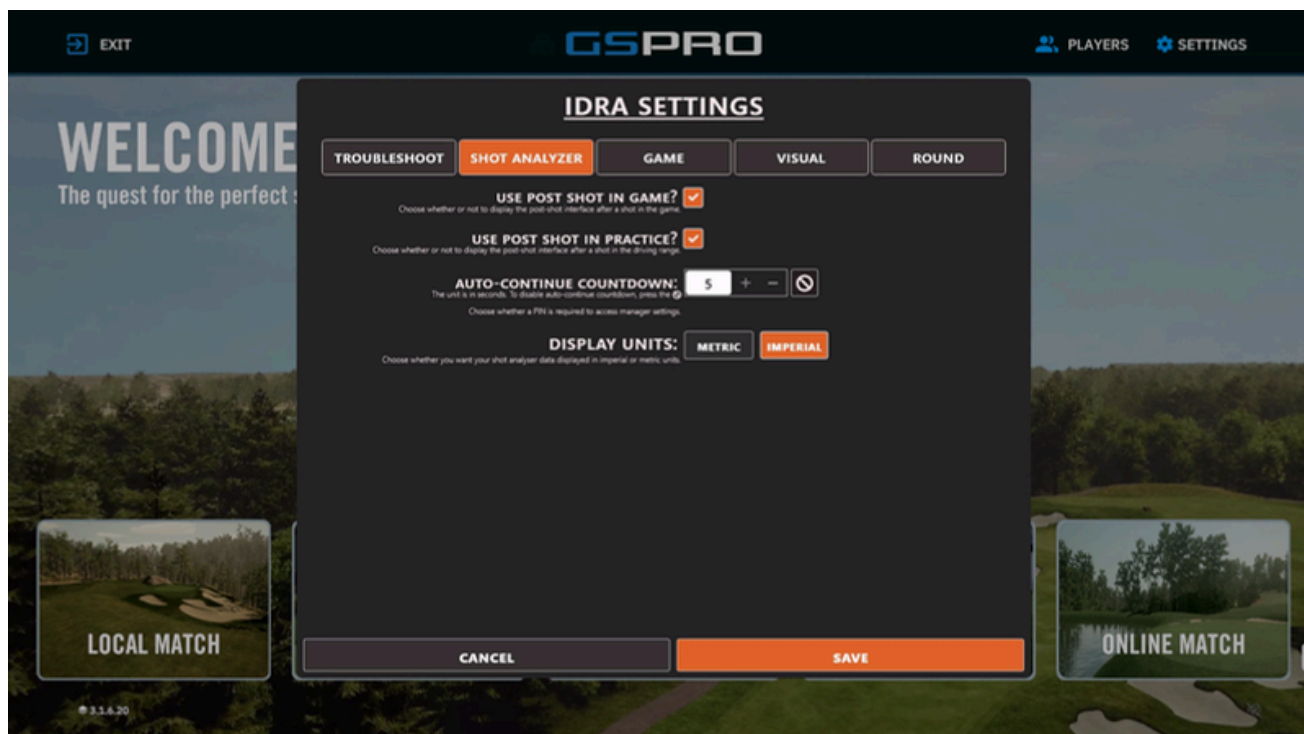 EXIT
GSPRO
PLAYERS
SETTINGS
WELCOME
The quest for the perfect
IDRA SETTINGS
TROUBLESHOOT
SHOT ANALYZER
GAME
VISUAL
ROUND
USE POST SHOT IN GAME?
Choose whether or not to display the post-shot interface after a shot in the game.
USE POST SHOT IN PRACTICE?
Choose whether or not to display the post-shot interface after a shot in the driving range.
AUTO-CONTINUE COUNTDOWN: 5 + −
The unit is in seconds. To disable auto-continue countdown, press the
Choose whether a PIN is required to access manager settings.
DISPLAY UNITS: METRIC IMPERIAL
Choose whether you want your shot analyser data displayed in imperial or metric units.
LOCAL MATCH
ONLINE MATCH
CANCEL
SAVE
3.1.6.20